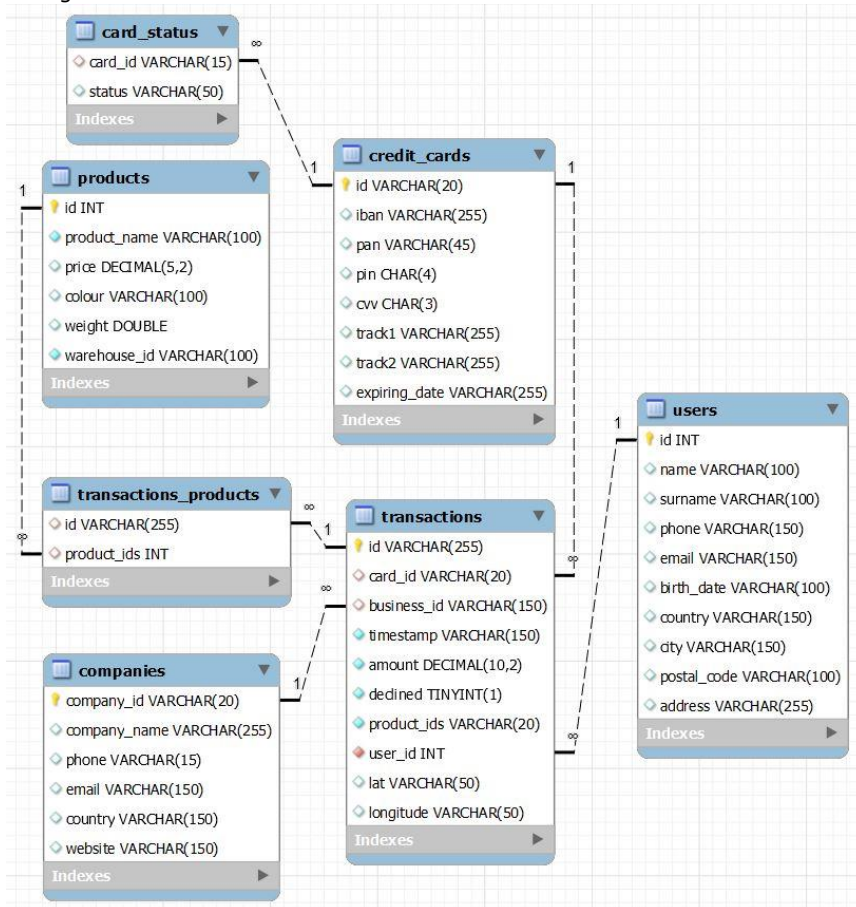 card_status
card_id VARCHAR(15)
status VARCHAR(50)
Indexes
∞
1
credit_cards
1
id VARCHAR(20)
iban VARCHAR(255)
pan VARCHAR(45)
pin CHAR(4)
cvv CHAR(3)
track1 VARCHAR(255)
track2 VARCHAR(255)
expiring_date VARCHAR(255)
Indexes
∞
products
1
id INT
product_name VARCHAR(100)
price DECIMAL(5,2)
colour VARCHAR(100)
weight DOUBLE
warehouse_id VARCHAR(100)
Indexes
∞
users
1
id INT
name VARCHAR(100)
surname VARCHAR(100)
phone VARCHAR(150)
email VARCHAR(150)
birth_date VARCHAR(100)
country VARCHAR(150)
city VARCHAR(150)
postal_code VARCHAR(100)
address VARCHAR(255)
Indexes
∞
transactions_products
id VARCHAR(255)
product_ids INT
Indexes
∞
1
transactions
id VARCHAR(255)
card_id VARCHAR(20)
business_id VARCHAR(150)
timestamp VARCHAR(150)
amount DECIMAL(10,2)
declined TINYINT(1)
product_ids VARCHAR(20)
user_id INT
lat VARCHAR(50)
longitude VARCHAR(50)
Indexes
∞
1
companies
company_id VARCHAR(20)
company_name VARCHAR(255)
phone VARCHAR(15)
email VARCHAR(150)
country VARCHAR(150)
website VARCHAR(150)
Indexes